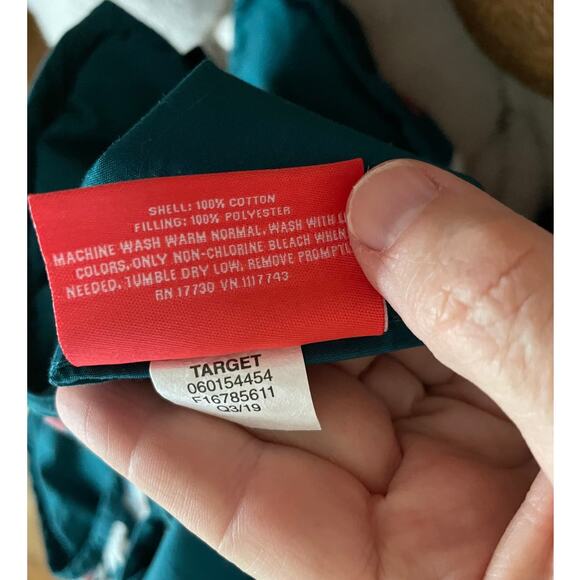 SHELL: 100% COTTON
FILLING: 100% POLYESTER
MACHINE WASH WARM NORMAL, WASH WITH
COLORS, ONLY NON-CHLORINE BLEACH WHEN
NEEDED, TUMBLE DRY LOW, REMOVE
RN 17730 VN 1117743
TARGET
060154454
F16785611
Q3/19